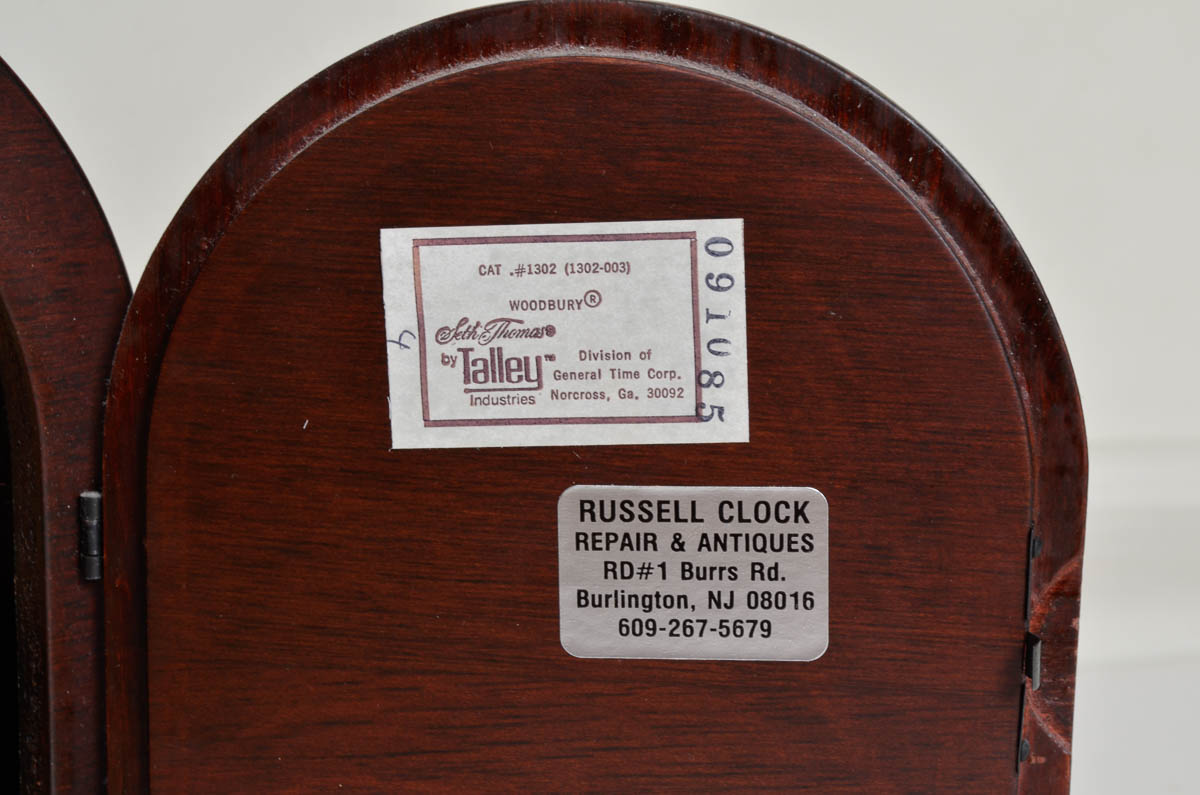 CAT .#1302 (1302-003)
WOODBURY®
Seth Thomas®
by Talley™
Industries
Division of
General Time Corp.
Norcross, Ga. 30092
091085
RUSSELL CLOCK
REPAIR & ANTIQUES
RD#1 Burrs Rd.
Burlington, NJ 08016
609-267-5679